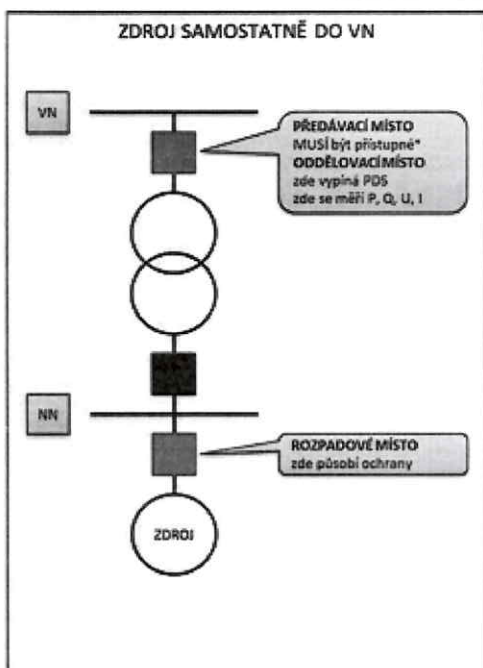 ZDROJ SAMOSTATNĚ DO VN
VN
PŘEDÁVACÍ MÍSTO
MUSÍ být přístupné"
ODDĚLOVACÍ MÍSTO
zde vypíná PDS
zde se měří P, Q, U, I
NN
ROZPADOVÉ MÍSTO
zde působí ochrany
ZDROJ